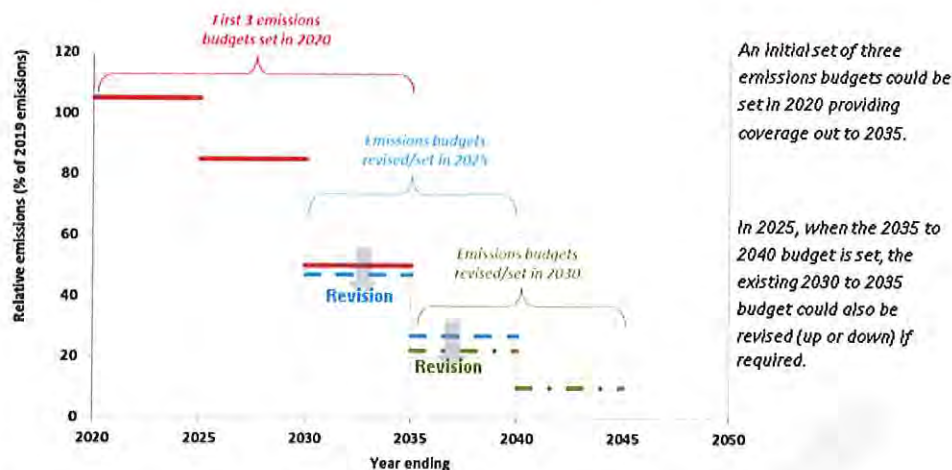 First 3 emissions
budgets set in 2020
120
100
80
60
40
20
0
Relative emissions (% of 2019 emissions)
Emissions budgets
revised/set in 2025
Emissions budgets
revised/set in 2030
Revision
Revision
2020
2025
2030
2035
2040
2045
2050
Year ending
An initial set of three
emissions budgets could be
set in 2020 providing
coverage out to 2035.
In 2025, when the 2035 to
2040 budget is set, the
existing 2030 to 2035
budget could also be
revised (up or down) if
required.